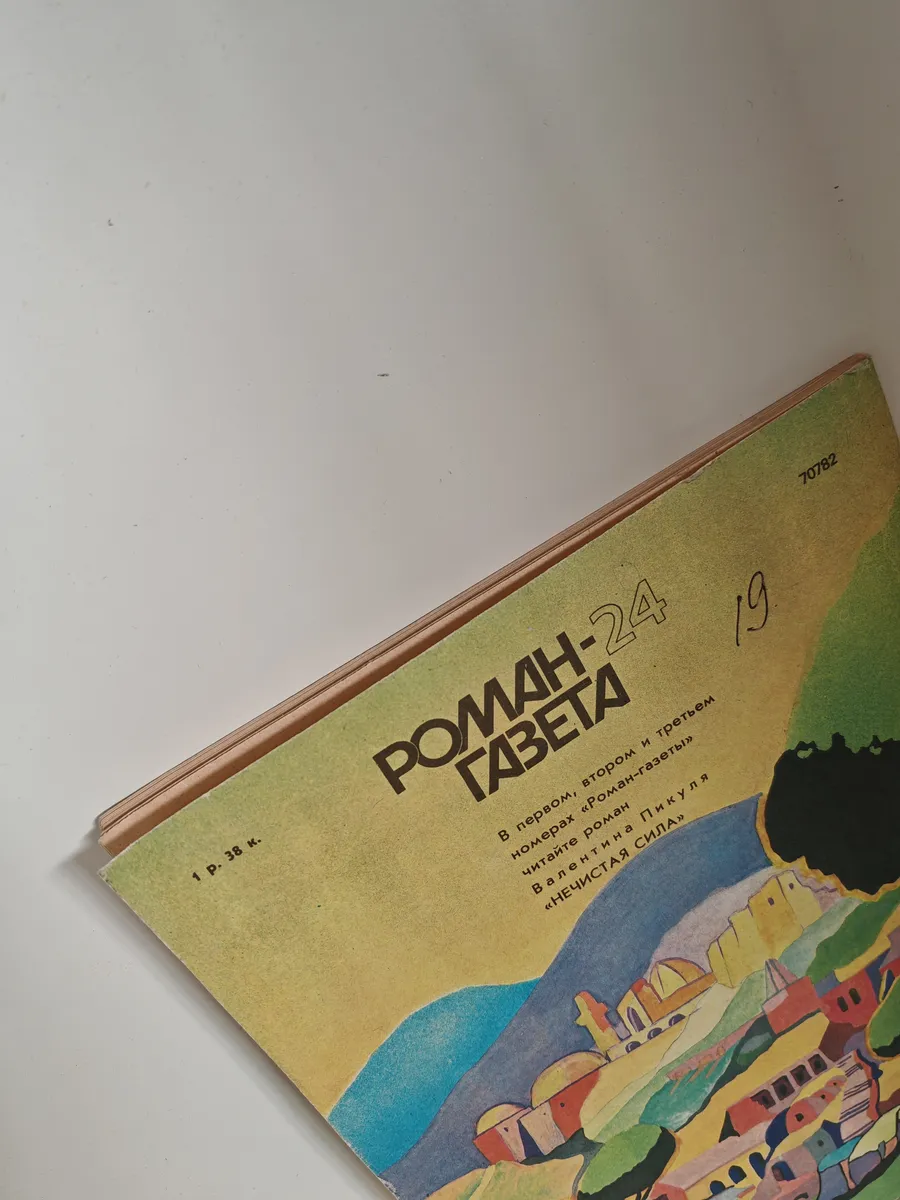 70782
19
РОМАН-24
ГАЗЕТА
В первом, втором и третьем
номерах «Роман-газеты»
читайте роман
Валентина Пикуля
«НЕЧИСТАЯ СИЛА»
1 р. 38 к.